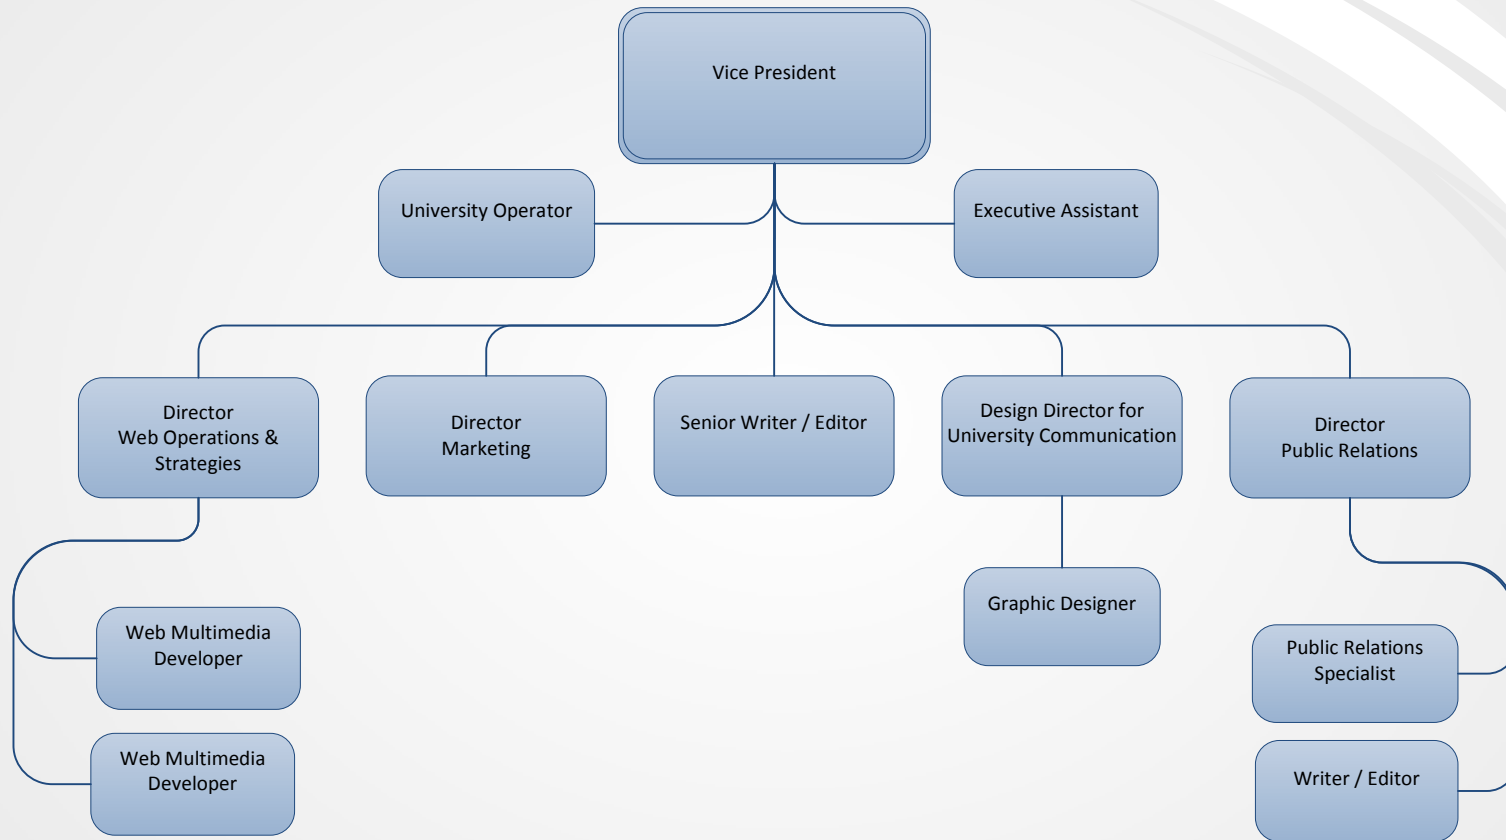 Vice President
University Operator
Executive Assistant
Director
Web Operations &
Strategies
Director
Marketing
Senior Writer / Editor
Design Director for
University Communication
Director
Public Relations
Graphic Designer
Web Multimedia
Developer
Public Relations
Specialist
Web Multimedia
Developer
Writer / Editor